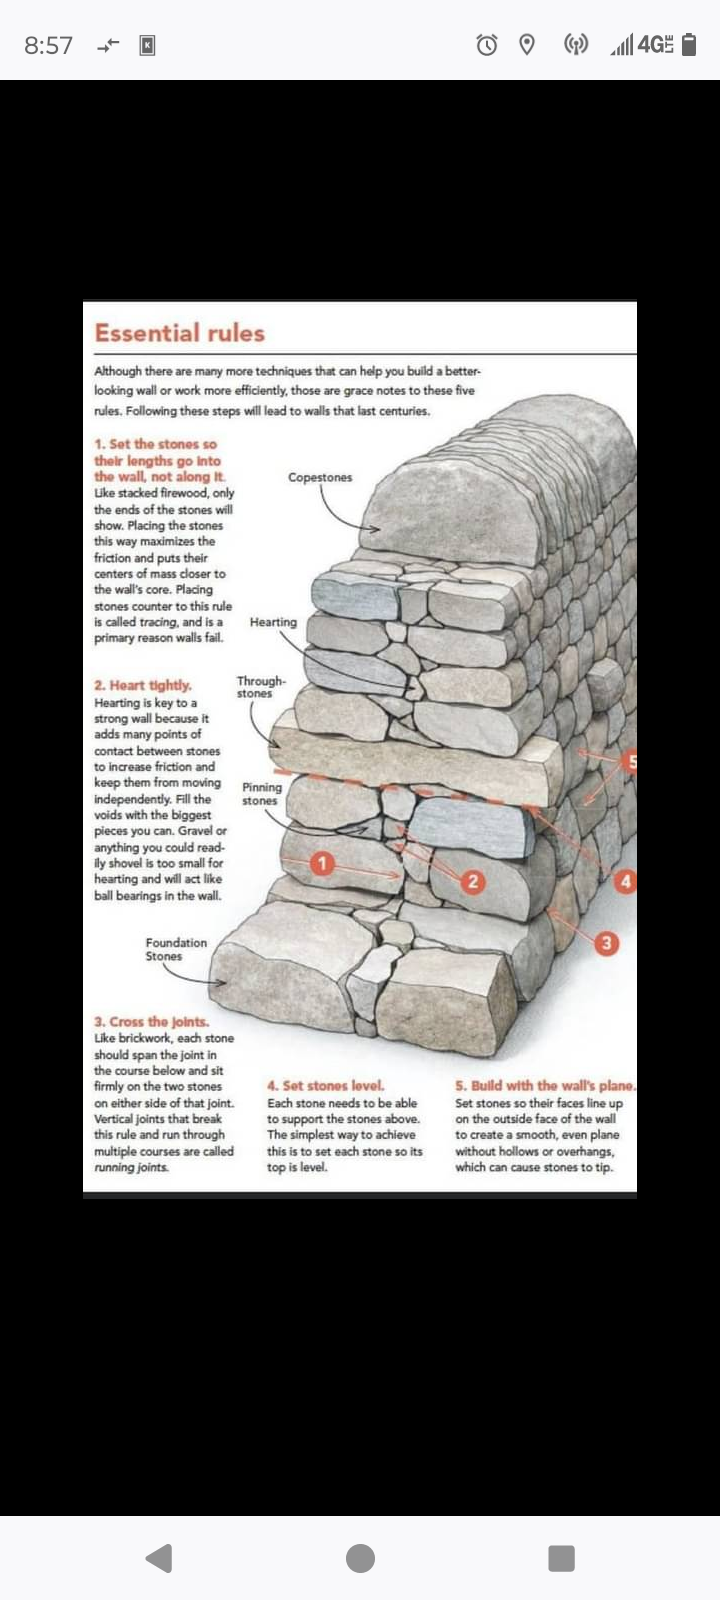 8:57
K
4G LTE
Essential rules
Although there are many more techniques that can help you build a better-
looking wall or work more efficiently, those are grace notes to these five
rules. Following these steps will lead to walls that last centuries.
1. Set the stones so
their lengths go into
the wall, not along it.
Like stacked firewood, only
the ends of the stones will
show. Placing the stones
this way maximizes the
friction and puts their
centers of mass closer to
the wall's core. Placing
stones counter to this rule
is called tracing, and is a
primary reason walls fail.
Copestones
Hearting
2. Heart tightly.
Hearting is key to a
strong wall because it
adds many points of
contact between stones
to increase friction and
keep them from moving
independently. Fill the
voids with the biggest
pieces you can. Gravel or
anything you could read-
ily shovel is too small for
hearting and will act like
ball bearings in the wall.
Through-
stones
Pinning
stones
5
1
2
4
3
Foundation
Stones
3. Cross the joints.
Like brickwork, each stone
should span the joint in
the course below and sit
firmly on the two stones
on either side of that joint.
Vertical joints that break
this rule and run through
multiple courses are called
running joints.
4. Set stones level.
Each stone needs to be able
to support the stones above.
The simplest way to achieve
this is to set each stone so its
top is level.
5. Build with the wall's plane.
Set stones so their faces line up
on the outside face of the wall
to create a smooth, even plane
without hollows or overhangs,
which can cause stones to tip.